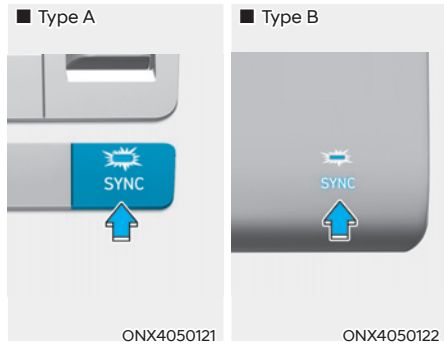 ■ Type A
SYNC
ONX4050121
■ Type B
SYNC
ONX4050122